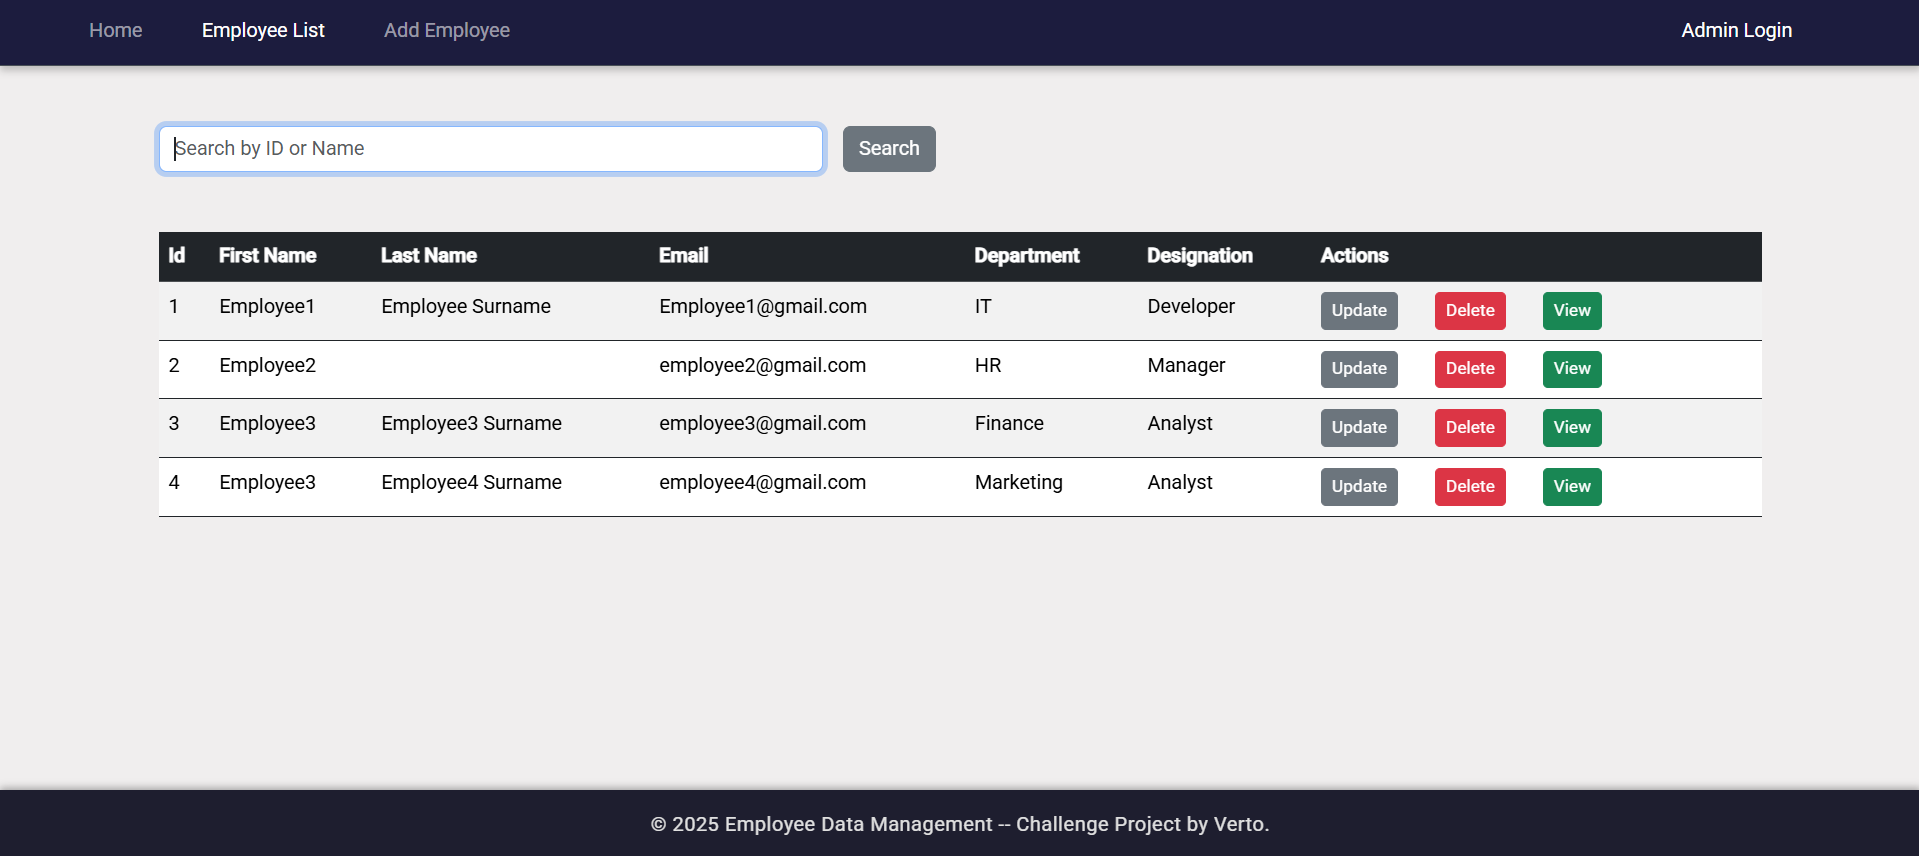 Home Employee List Add Employee Admin Login
Search by ID or Name Search
Id First Name Last Name Email Department Designation Actions
1 Employee1 Employee Surname Employee1@gmail.com IT Developer Update Delete View
2 Employee2 employee2@gmail.com HR Manager Update Delete View
3 Employee3 Employee3 Surname employee3@gmail.com Finance Analyst Update Delete View
4 Employee3 Employee4 Surname employee4@gmail.com Marketing Analyst Update Delete View
© 2025 Employee Data Management -- Challenge Project by Verto.